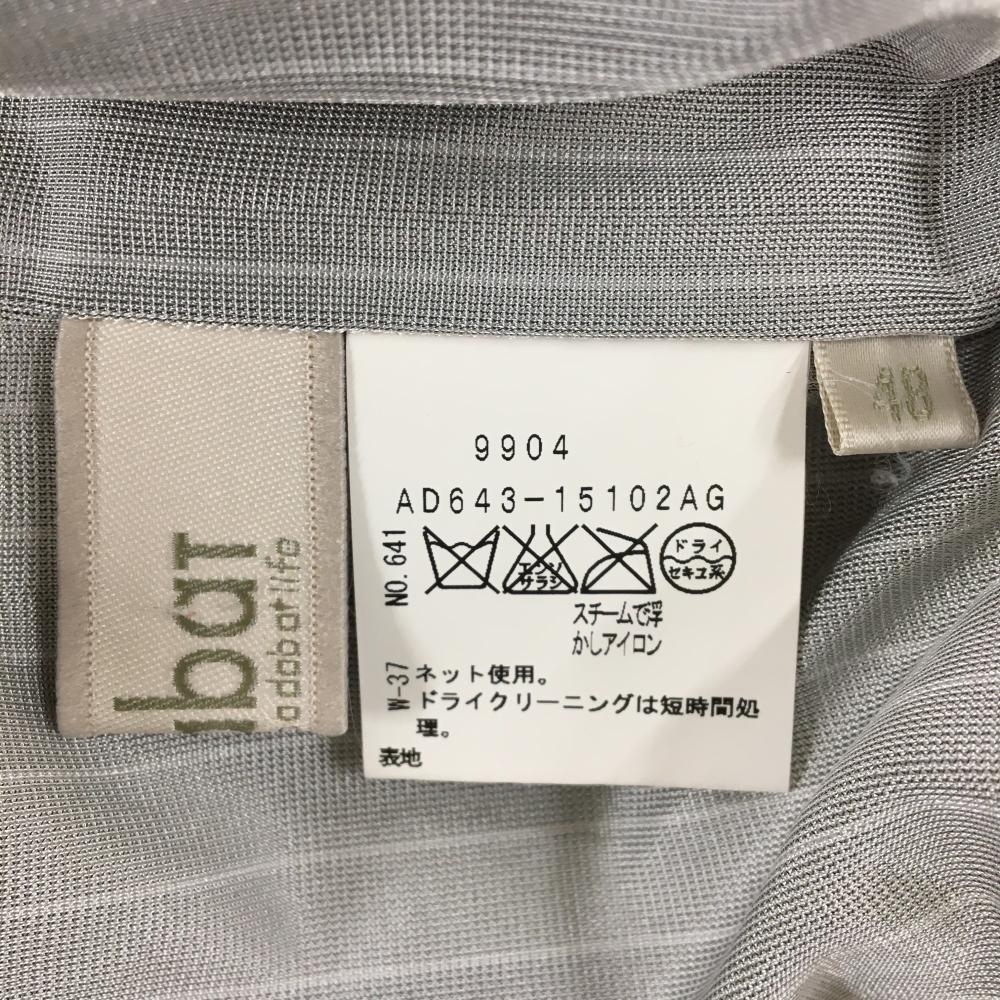 9904
AD643-15102AG
NO. 641
エンソ
サラシ
ドライ
セキユ系
スチームで浮
かしアイロン
W-37
ネット使用。
ドライクリーニングは短時間処
理。
表地
adabat life
48